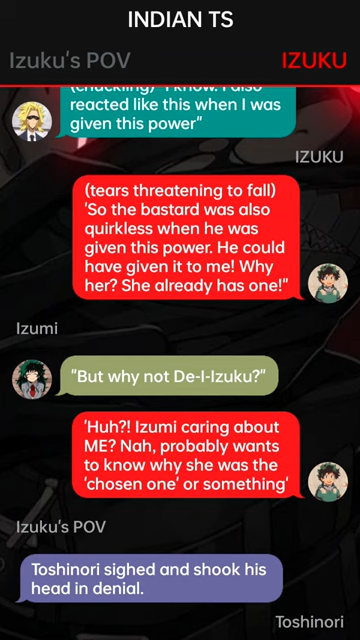 INDIAN TS
Izuku's POV
IZUKU
(chuckling) "I know. I also
reacted like this when I was
given this power"
IZUKU
(tears threatening to fall)
'So the bastard was also
quirkless when he was
given this power. He could
have given it to me! Why
her? She already has one!"
Izumi
"But why not De-I-Izuku?"
'Huh?! Izumi caring about
ME? Nah, probably wants
to know why she was the
'chosen one' or something'
Izuku's POV
Toshinori sighed and shook his
head in denial.
Toshinori